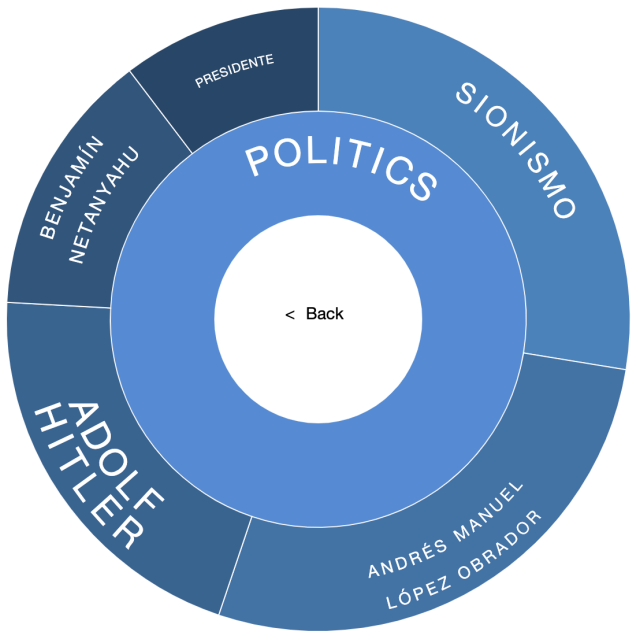 PRESIDENTE
SIONISMO
BENJAMÍN
NETANYAHU
POLITICS
< Back
ADOLF
HITLER
ANDRÉS MANUEL
LÓPEZ OBRADOR